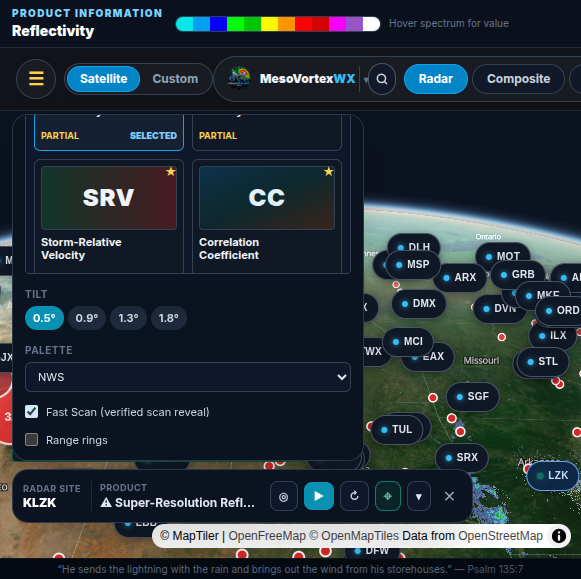 PRODUCT INFORMATION
Reflectivity
Hover spectrum for value
Satellite
Custom
MesoVortexWX
Radar
Composite
PARTIAL
SELECTED
PARTIAL
SRV
CC
Storm-Relative
Velocity
Correlation
Coefficient
TILT
0.5°
0.9°
1.3°
1.8°
PALETTE
NWS
Fast Scan (verified scan reveal)
Range rings
Ontario
DLH
MSP
MOT
ARX
GRB
DMX
DVN
MKE
ORD
MCI
EAX
ILX
Missouri
STL
SGF
TUL
SRX
LZK
RADAR SITE
KLZK
PRODUCT
⚠ Super-Resolution Refl...
© MapTiler | OpenFreeMap © OpenMapTiles Data from OpenStreetMap
DFW
"He sends the lightning with the rain and brings out the wind from his storehouses." — Psalm 135:7